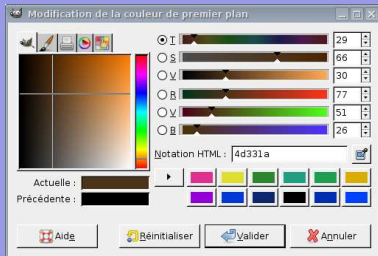 Modification de la couleur de premier plan
T 29
S 66
V 30
R 77
V 51
B 26
Notation HTML : 4d331a
Actuelle :
Précédente :
Aide
Réinitialiser
Valider
Annuler